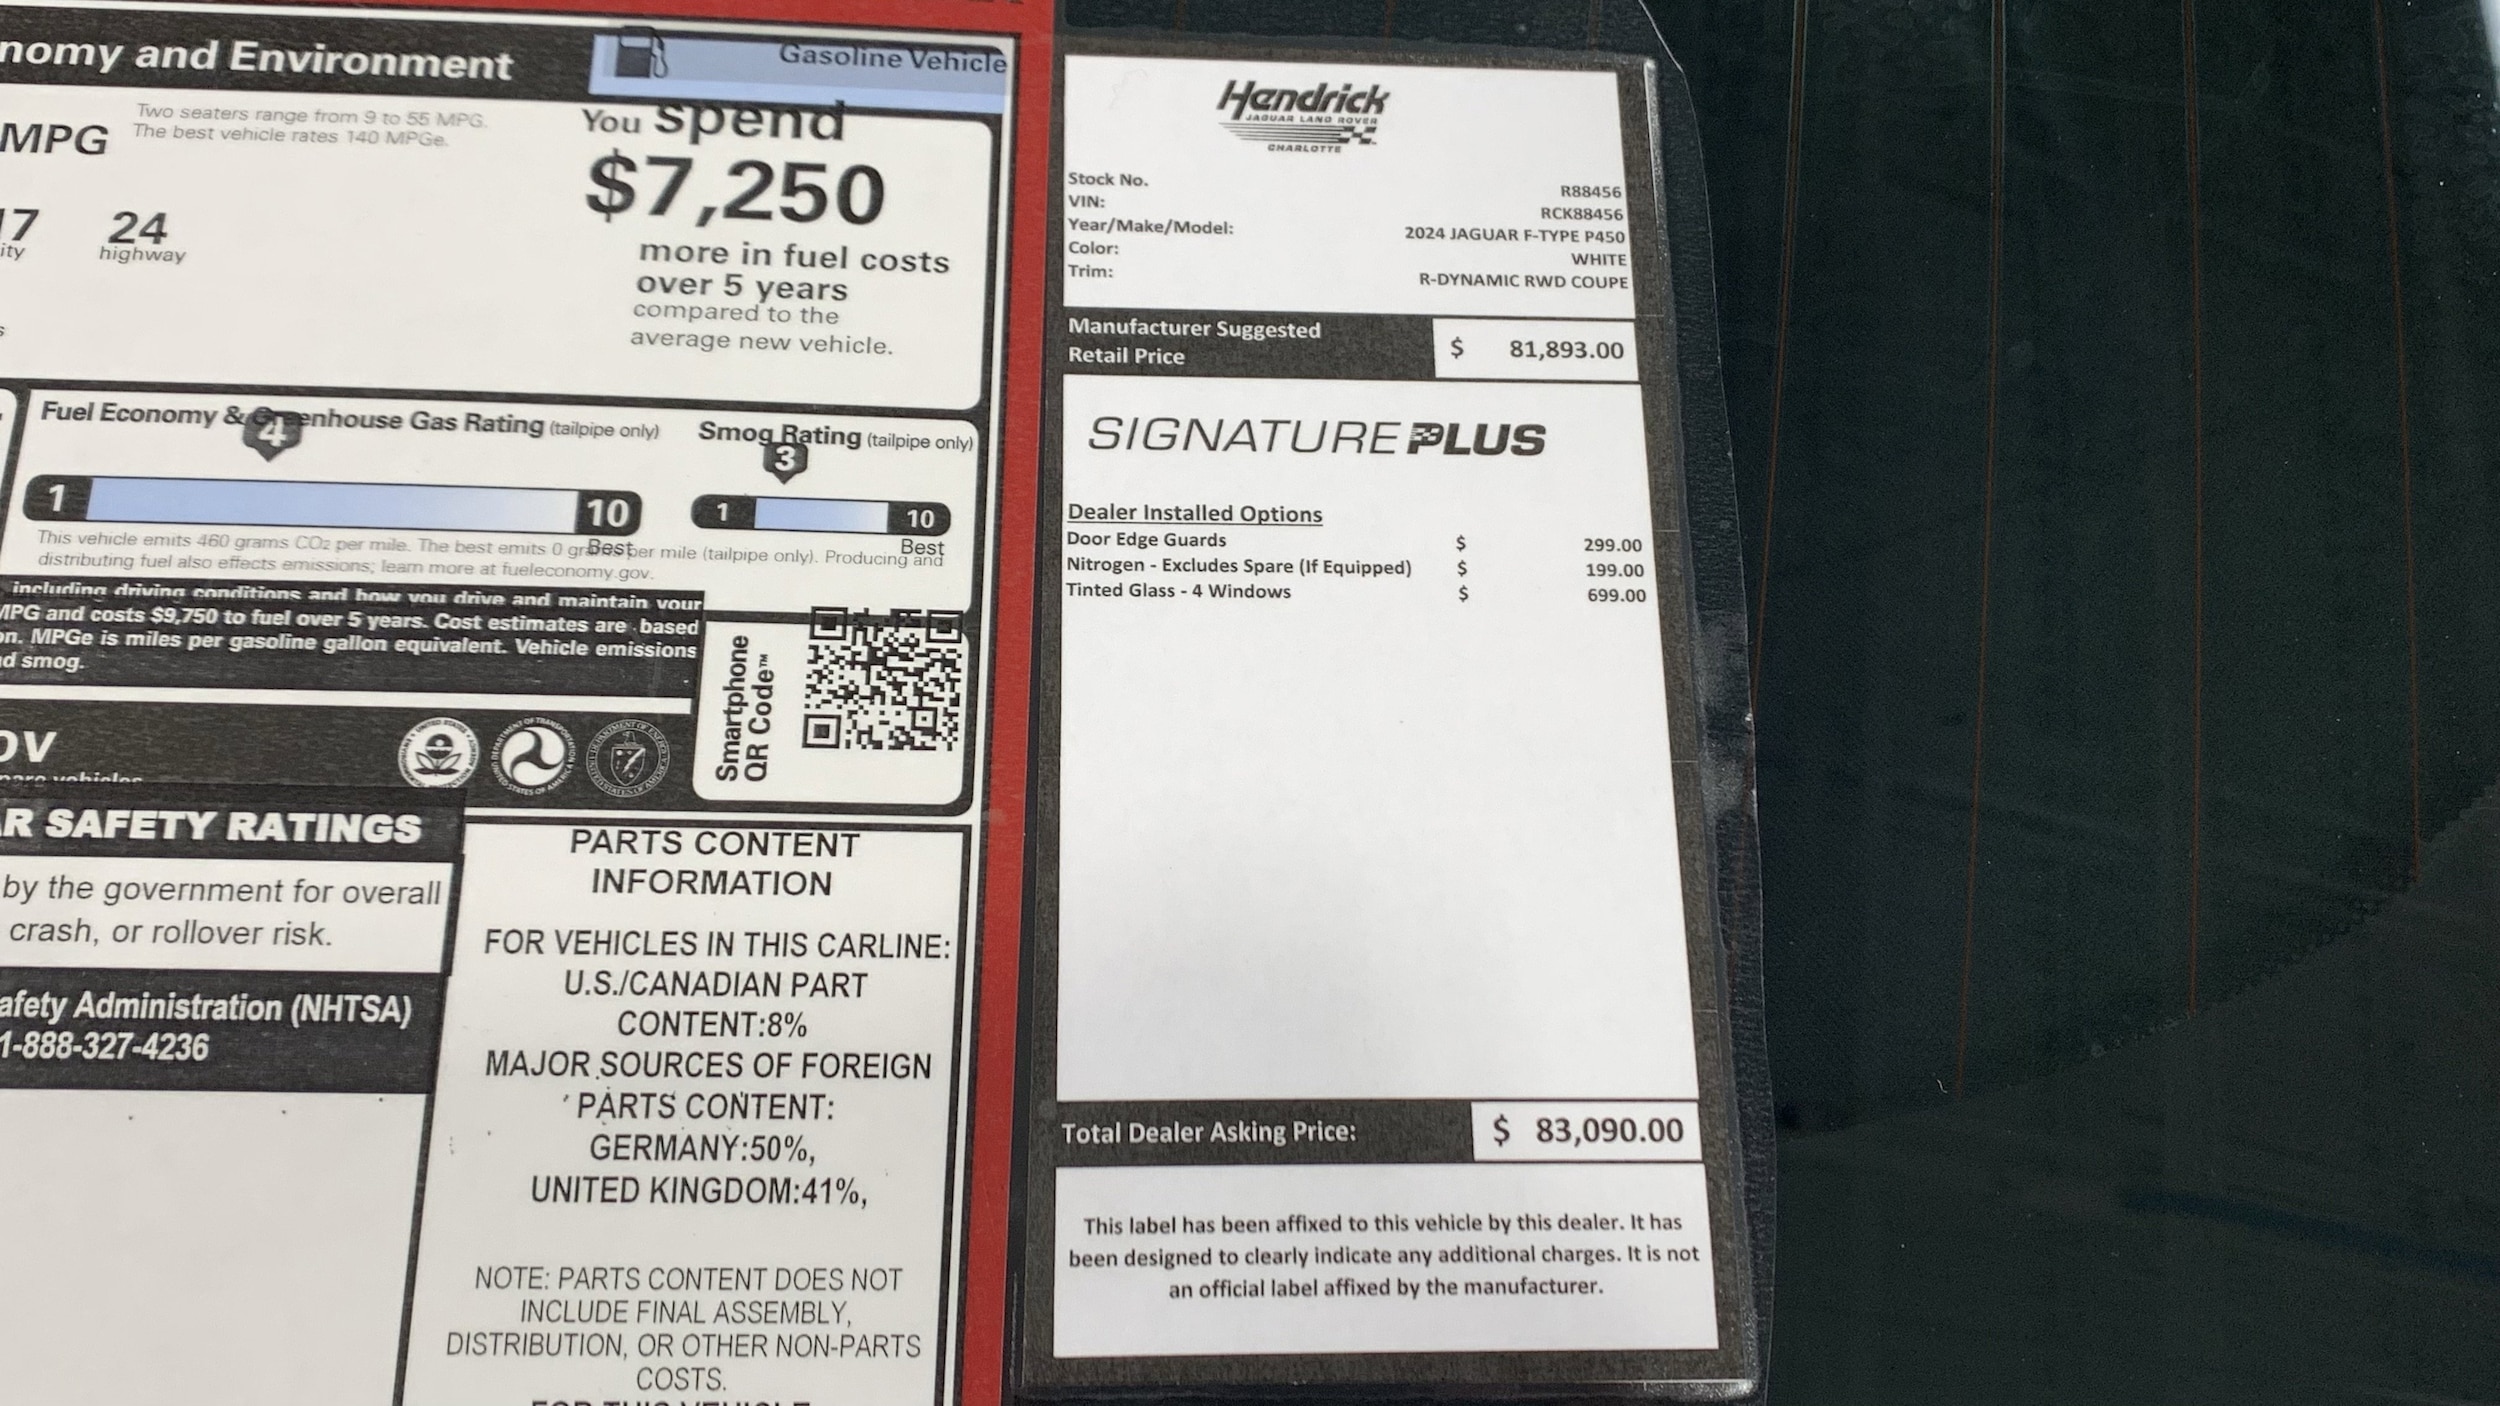 nomy and Environment
Gasoline Vehicle
MPG
Two seaters range from 9 to 55 MPG.
The best vehicle rates 140 MPGe.
You spend
$7,250
more in fuel costs
over 5 years
compared to the
average new vehicle.
17
24
ity
highway
s
Fuel Economy & Greenhouse Gas Rating (tailpipe only)
4
1
10
Best
Smog Rating (tailpipe only)
3
1
10
Best
This vehicle emits 460 grams CO2 per mile. The best emits 0 grams per mile (tailpipe only). Producing and
distributing fuel also effects emissions; learn more at fueleconomy.gov.
including driving conditions and how you drive and maintain your
MPG and costs $9,750 to fuel over 5 years. Cost estimates are based
on. MPGe is miles per gasoline gallon equivalent. Vehicle emissions
d smog.
Smartphone
QR Code™
OV
vehicles
R SAFETY RATINGS
by the government for overall
crash, or rollover risk.
afety Administration (NHTSA)
1-888-327-4236
PARTS CONTENT
INFORMATION
FOR VEHICLES IN THIS CARLINE:
U.S./CANADIAN PART
CONTENT:8%
MAJOR SOURCES OF FOREIGN
PARTS CONTENT:
GERMANY:50%,
UNITED KINGDOM:41%,
NOTE: PARTS CONTENT DOES NOT
INCLUDE FINAL ASSEMBLY,
DISTRIBUTION, OR OTHER NON-PARTS
COSTS.
FOR THIS VEHICLE
Hendrick
JAGUAR LAND ROVER
CHARLOTTE
Stock No. R88456
VIN: RCK88456
Year/Make/Model: 2024 JAGUAR F-TYPE P450
Color: WHITE
Trim: R-DYNAMIC RWD COUPE
Manufacturer Suggested
Retail Price
$ 81,893.00
SIGNATURE PLUS
Dealer Installed Options
Door Edge Guards $ 299.00
Nitrogen - Excludes Spare (If Equipped) $ 199.00
Tinted Glass - 4 Windows $ 699.00
Total Dealer Asking Price: $ 83,090.00
This label has been affixed to this vehicle by this dealer. It has
been designed to clearly indicate any additional charges. It is not
an official label affixed by the manufacturer.